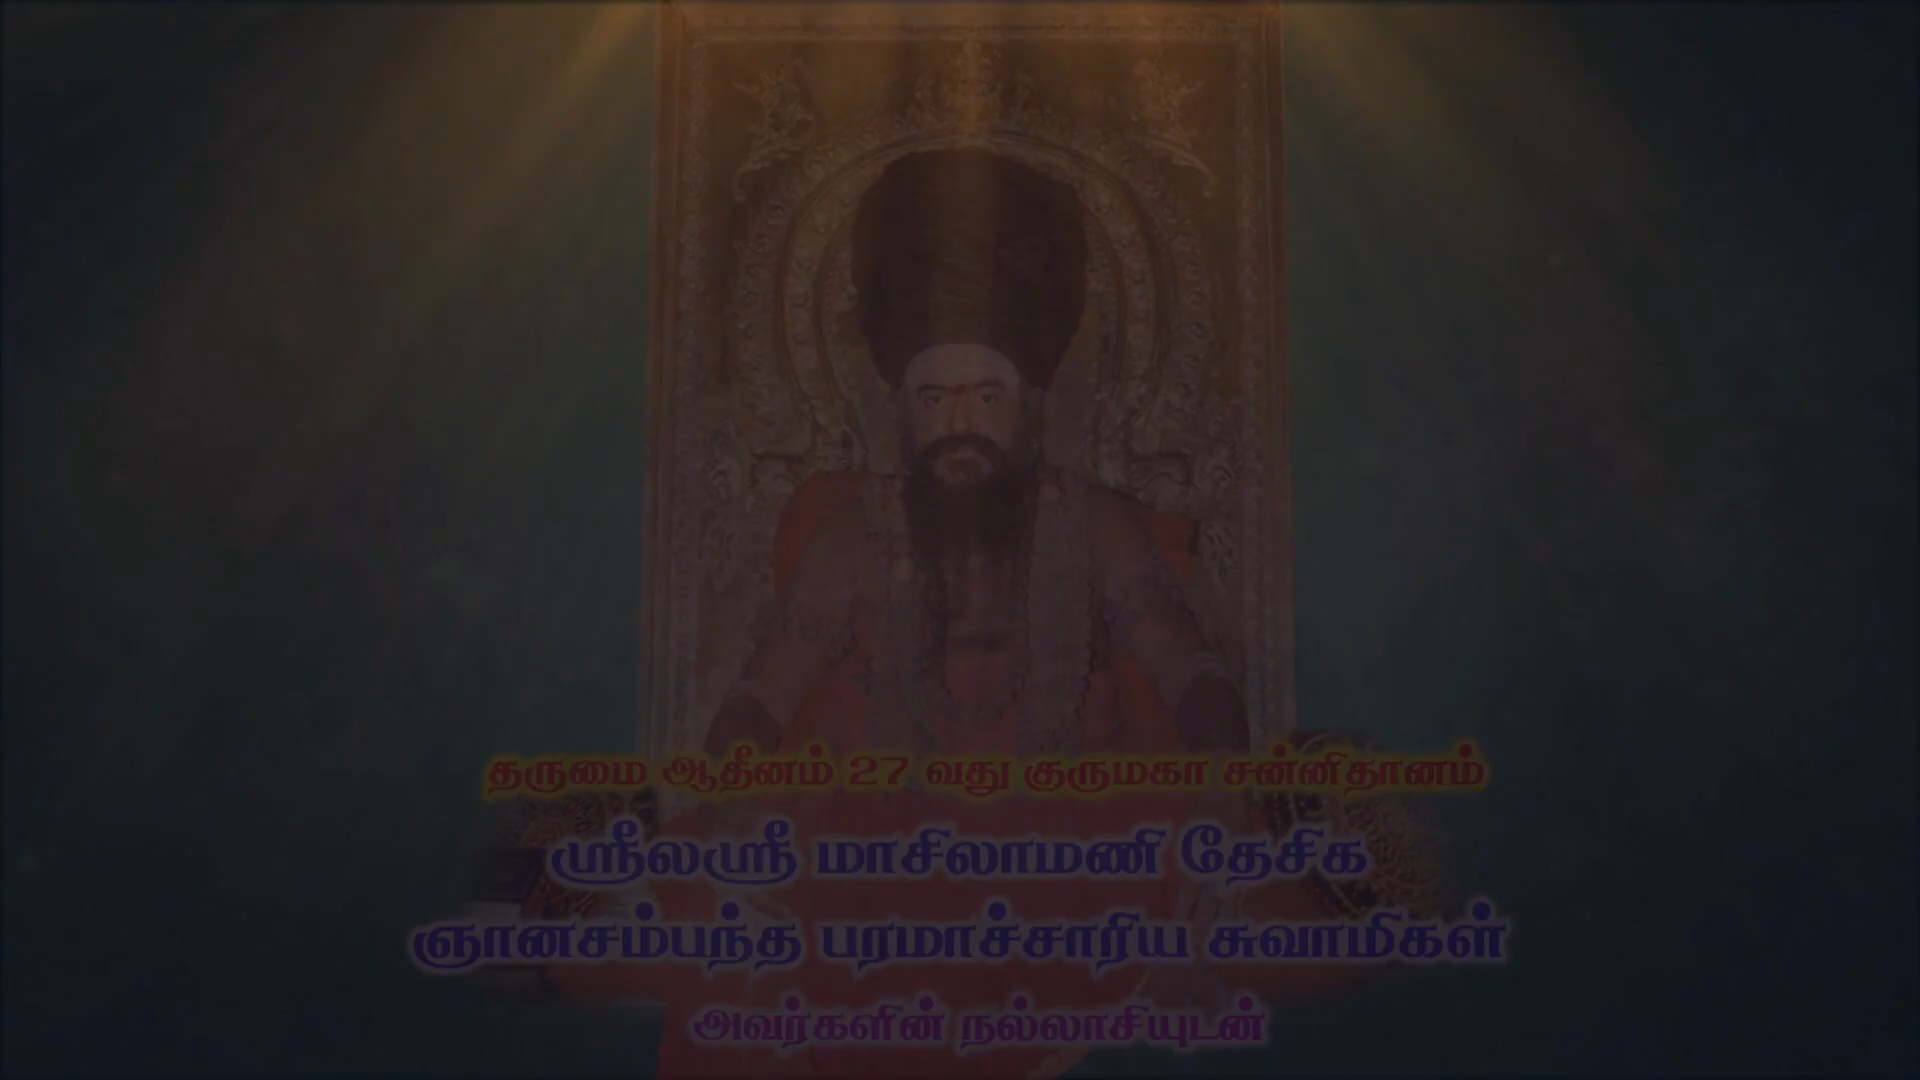 தருமை ஆதீனம் 27 வது குருமகா சன்னிதானம்
ஸ்ரீலஸ்ரீ மாசிலாமணி தேசிக
ஞானசம்பந்த பரமாச்சாரிய சுவாமிகள்
அவர்களின் நல்லாசியுடன்